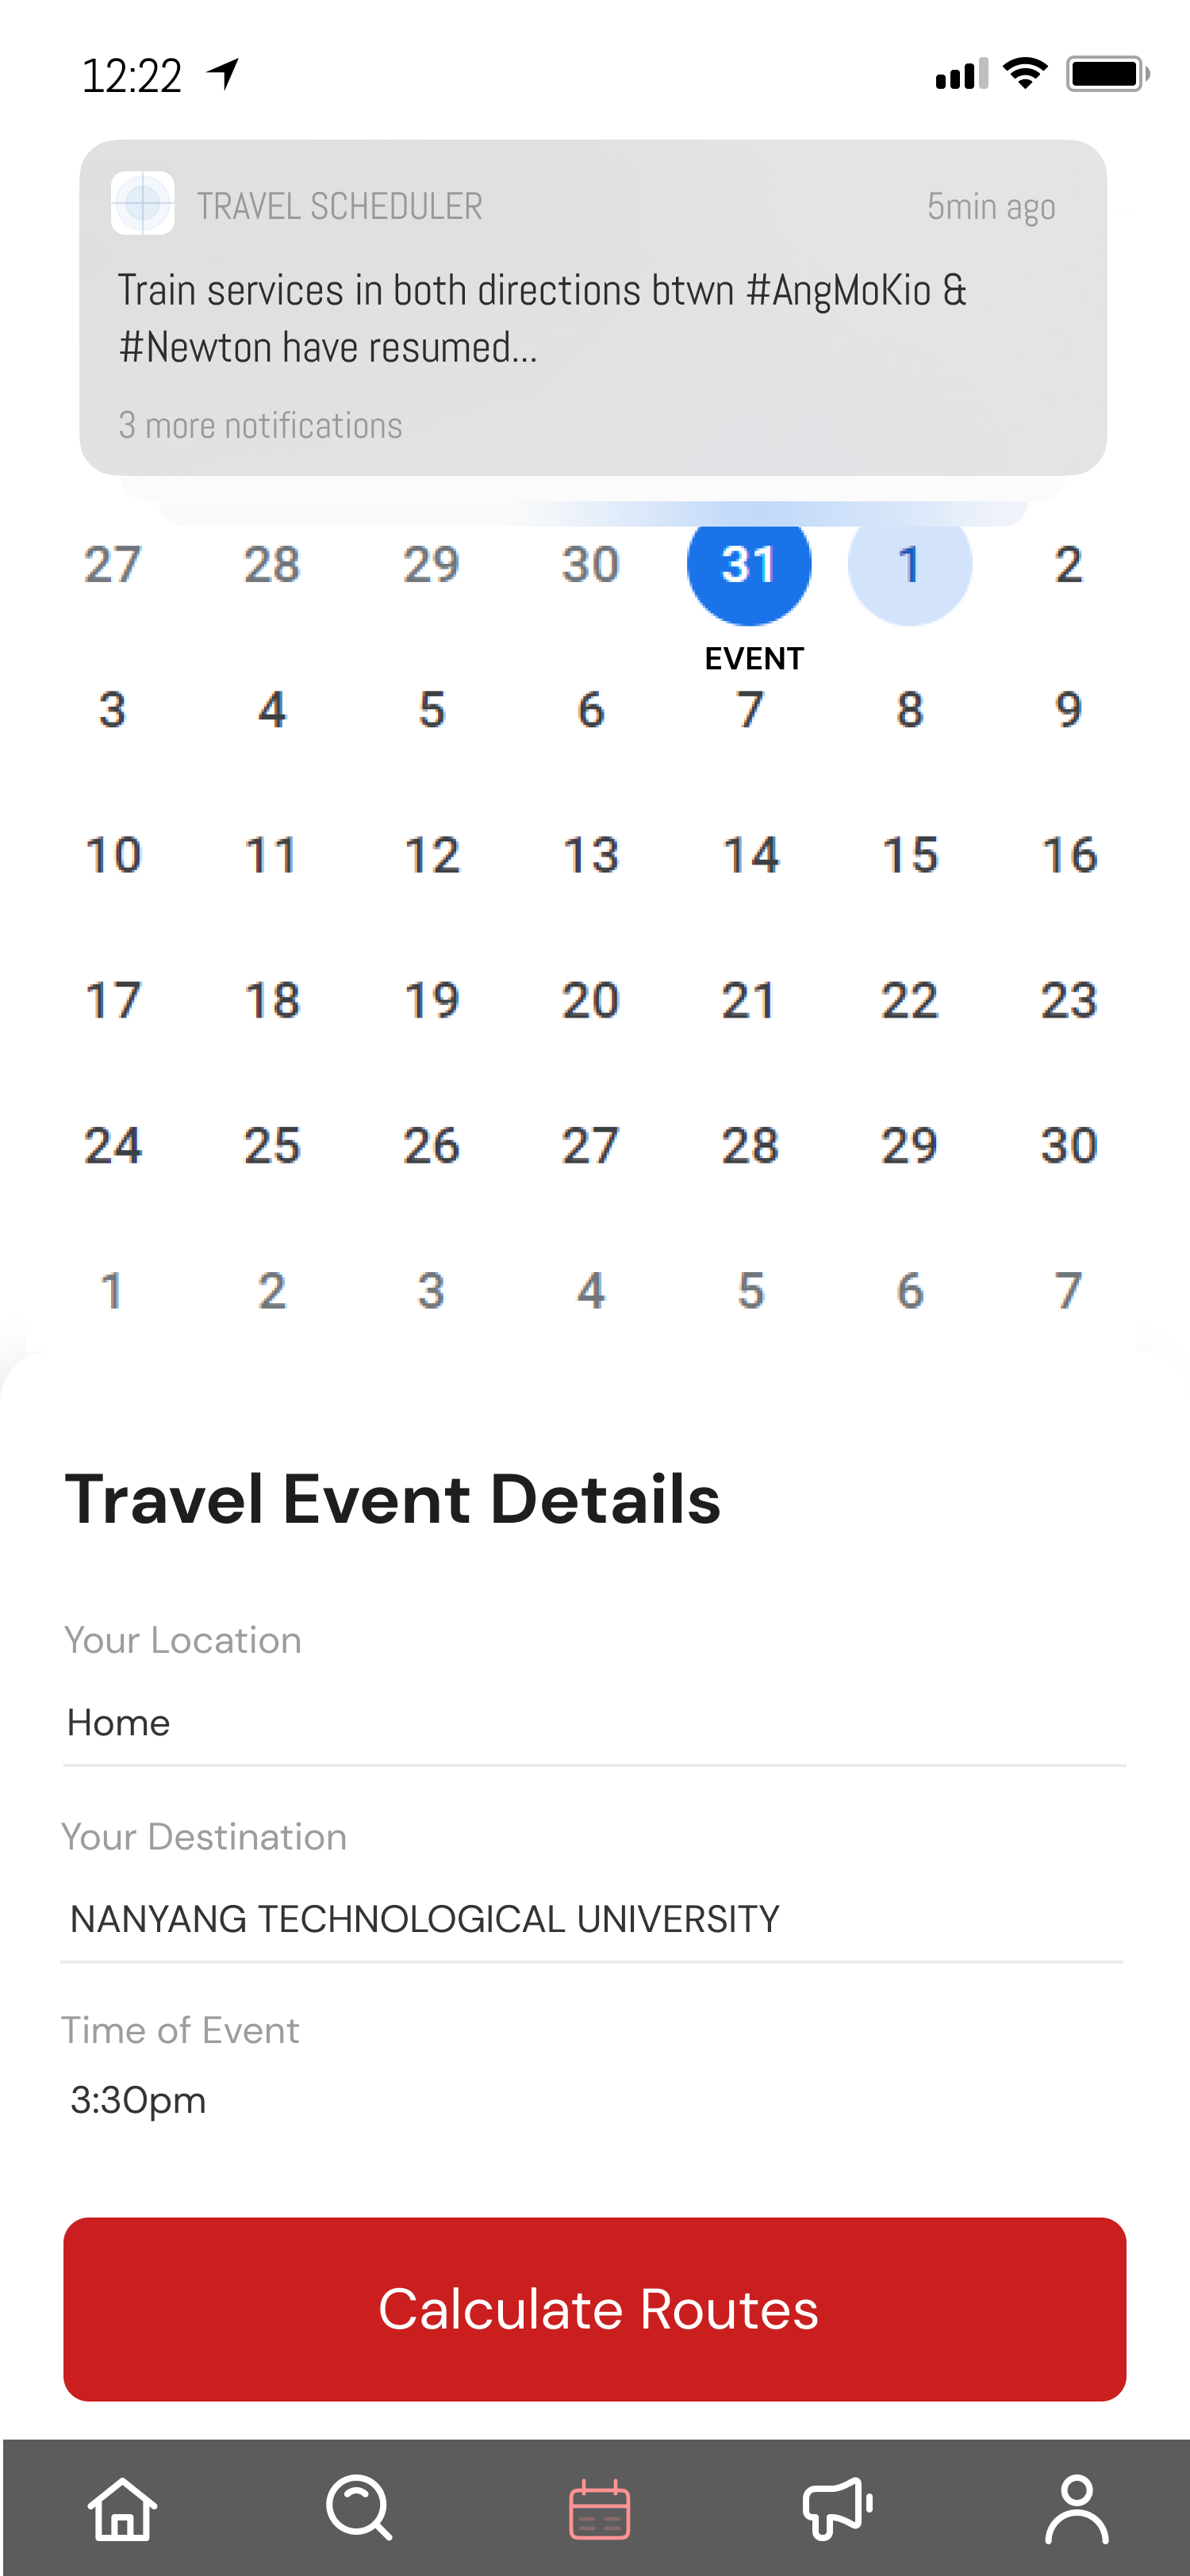 12:22
TRAVEL SCHEDULER 5min ago
Train services in both directions btwn #AngMoKio &
#Newton have resumed...
3 more notifications
27 28 29 30 31 1 2
EVENT
3 4 5 6 7 8 9
10 11 12 13 14 15 16
17 18 19 20 21 22 23
24 25 26 27 28 29 30
1 2 3 4 5 6 7
Travel Event Details
Your Location
Home
Your Destination
NANYANG TECHNOLOGICAL UNIVERSITY
Time of Event
3:30pm
Calculate Routes